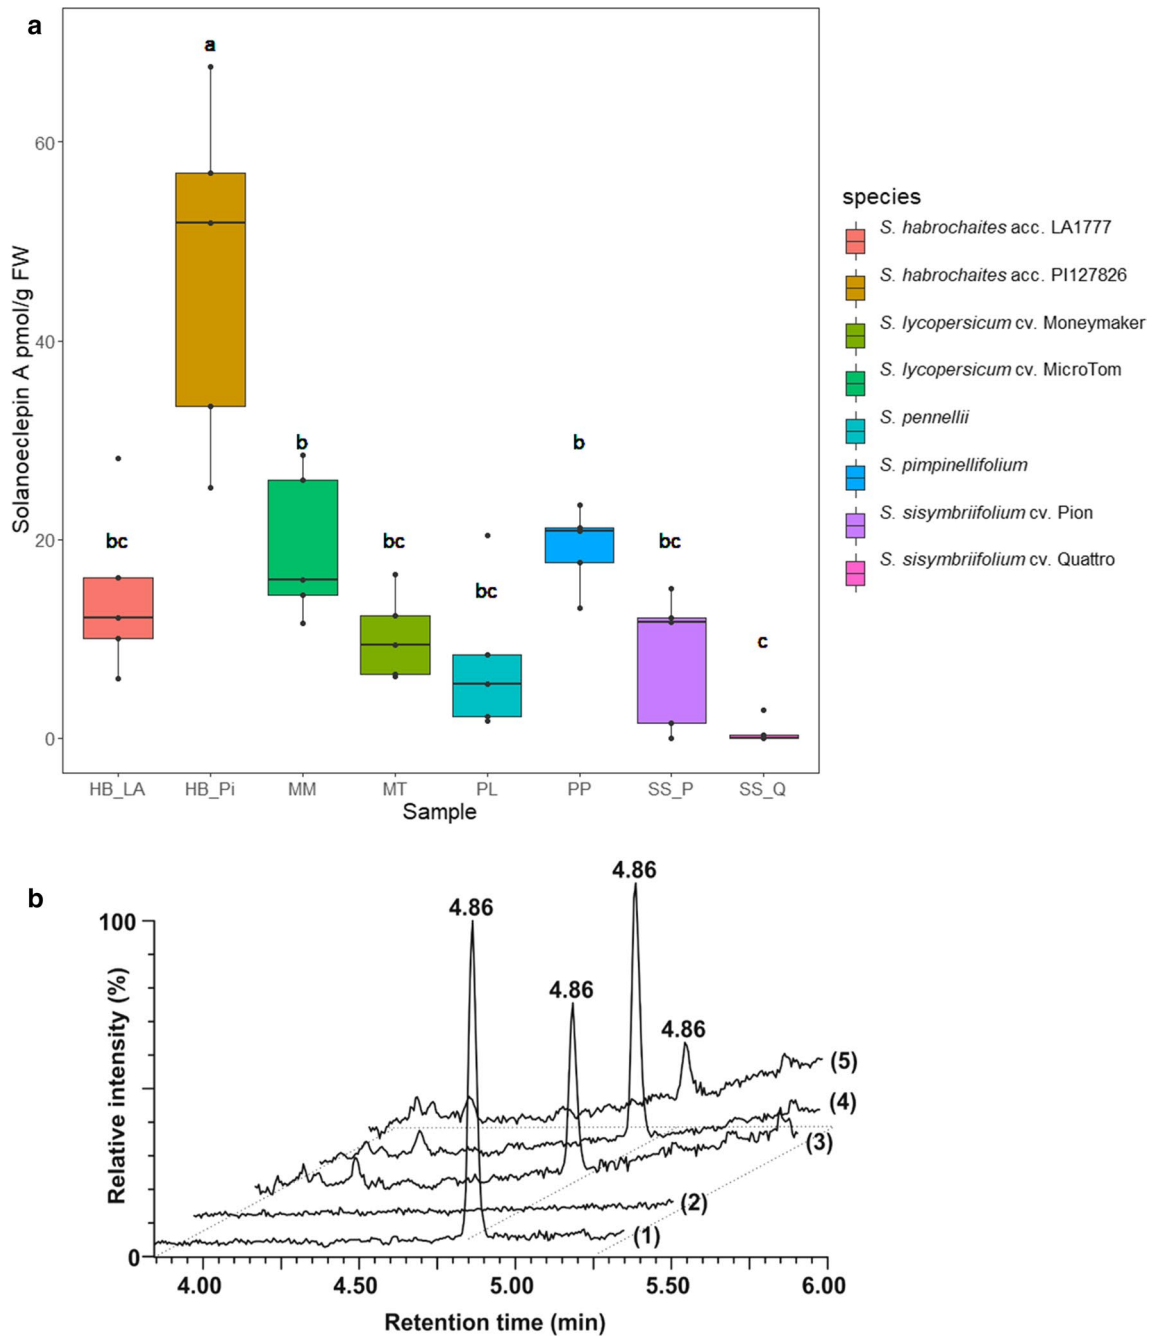 a
Solanoeclepin A pmol/g FW
60
40
20
0
a
b
b
bc
bc
bc
bc
c
HB_LA HB_Pi MM MT PL PP SS_P SS_Q
Sample
species
S. habrochaites acc. LA1777
S. habrochaites acc. PI127826
S. lycopersicum cv. Moneymaker
S. lycopersicum cv. MicroTom
S. pennellii
S. pimpinellifolium
S. sisymbriifolium cv. Pion
S. sisymbriifolium cv. Quattro
b
Relative intensity (%)
100
0
4.86
4.86
4.86
4.86
(5)
(4)
(3)
(2)
(1)
4.00 4.50 5.00 5.50 6.00
Retention time (min)